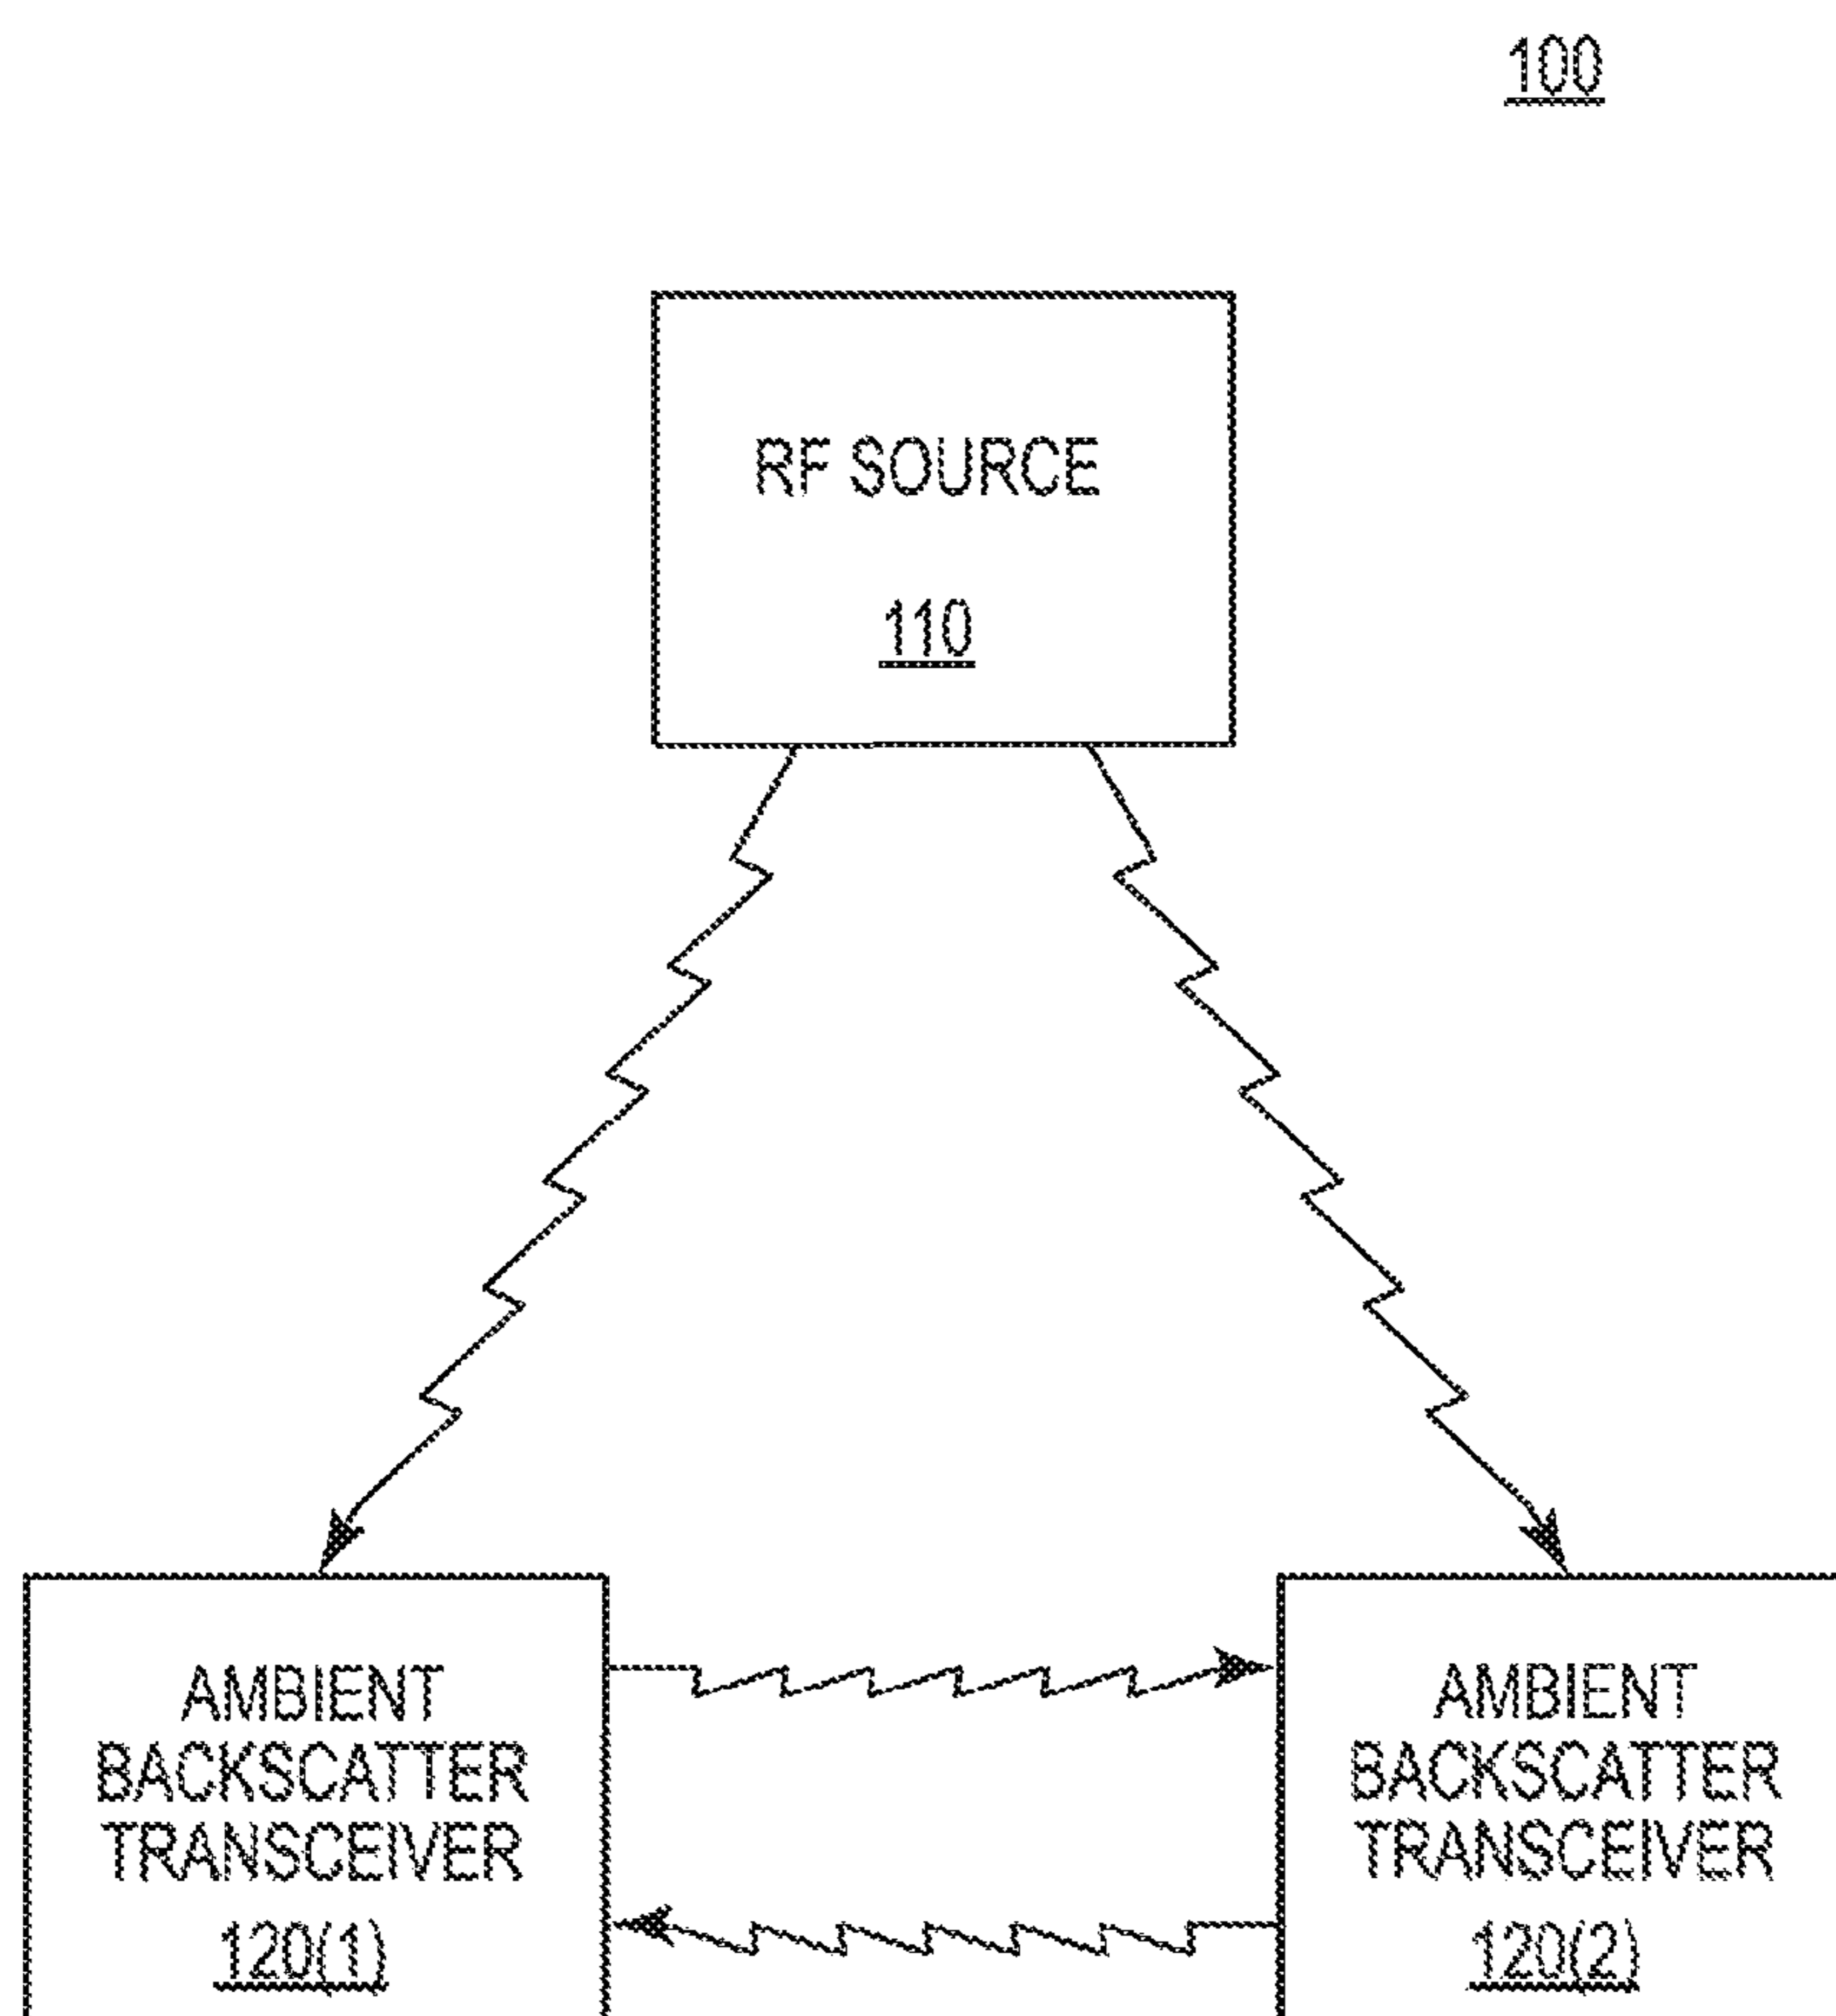 100
RF SOURCE
110
AMBIENT
BACKSCATTER
TRANSCEIVER
120(1)
AMBIENT
BACKSCATTER
TRANSCEIVER
120(2)